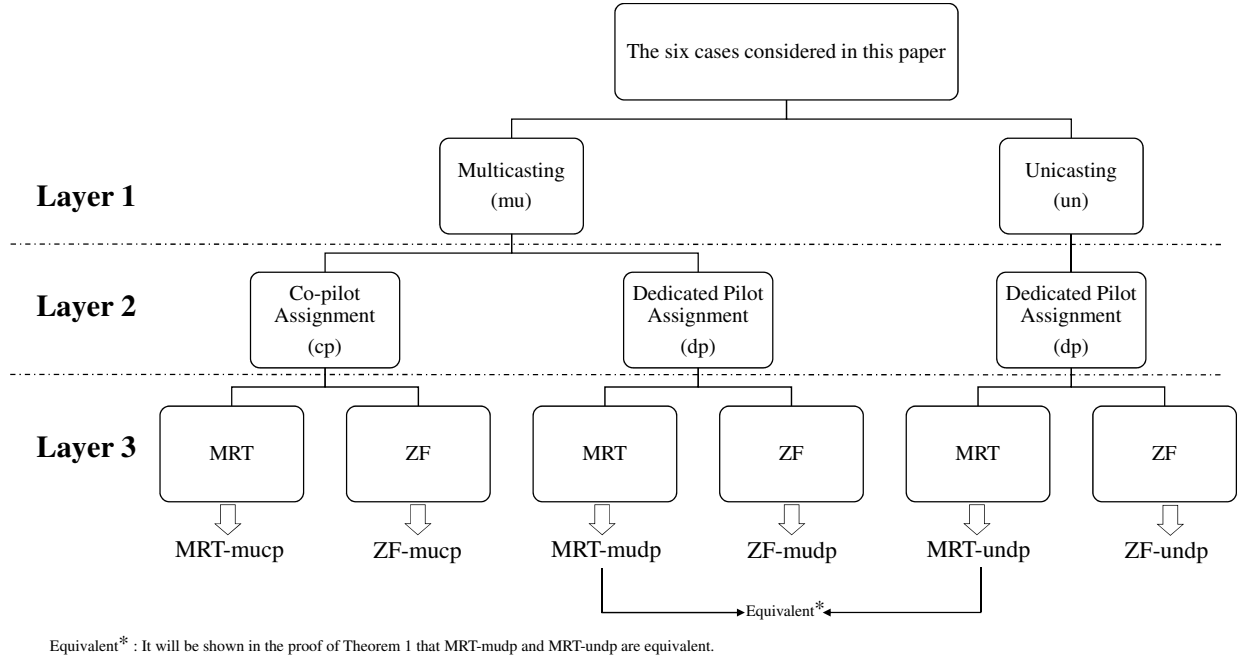 The six cases considered in this paper
Layer 1
Multicasting
(mu)
Unicasting
(un)
Layer 2
Co-pilot
Assignment
(cp)
Dedicated Pilot
Assignment
(dp)
Dedicated Pilot
Assignment
(dp)
Layer 3
MRT
ZF
MRT
ZF
MRT
ZF
MRT-mucp
ZF-mucp
MRT-mudp
ZF-mudp
MRT-undp
ZF-undp
Equivalent*
Equivalent* : It will be shown in the proof of Theorem 1 that MRT-mudp and MRT-undp are equivalent.